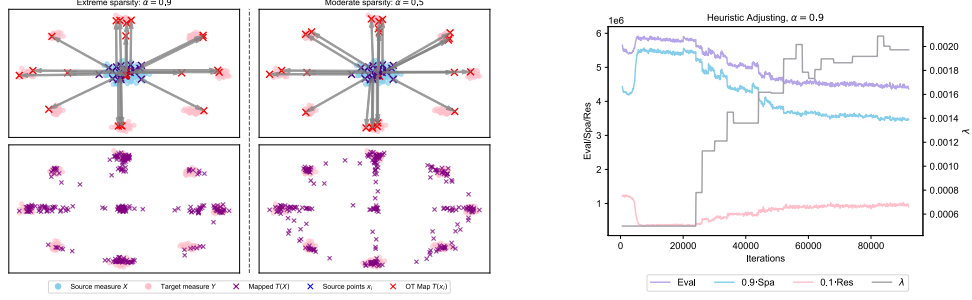 Extreme sparsity: α = 0,9
Moderate sparsity: α = 0,5
Source measure X
Target measure Y
Mapped T(X)
Source points xᵢ
OT Map T(xᵢ)
Heuristic Adjusting, α = 0.9
1e6
6
5
4
3
2
1
Eval/Spa/Res
0
20000
40000
60000
80000
Iterations
0.0020
0.0018
0.0016
0.0014
0.0012
0.0010
0.0008
0.0006
λ
Eval
0.9·Spa
0.1·Res
λ